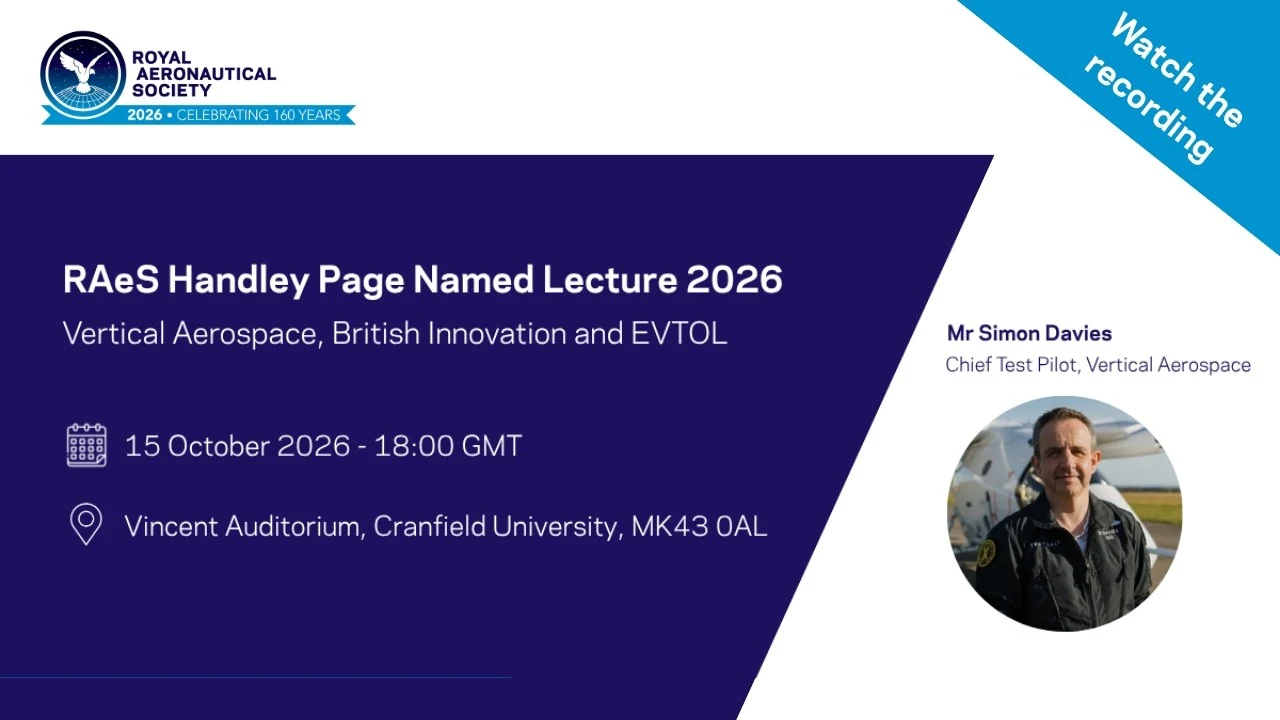 ROYAL
AERONAUTICAL
SOCIETY
2026 • CELEBRATING 160 YEARS
Watch the
recording
RAeS Handley Page Named Lecture 2026
Vertical Aerospace, British Innovation and EVTOL
15 October 2026 - 18:00 GMT
Vincent Auditorium, Cranfield University, MK43 0AL
Mr Simon Davies
Chief Test Pilot, Vertical Aerospace